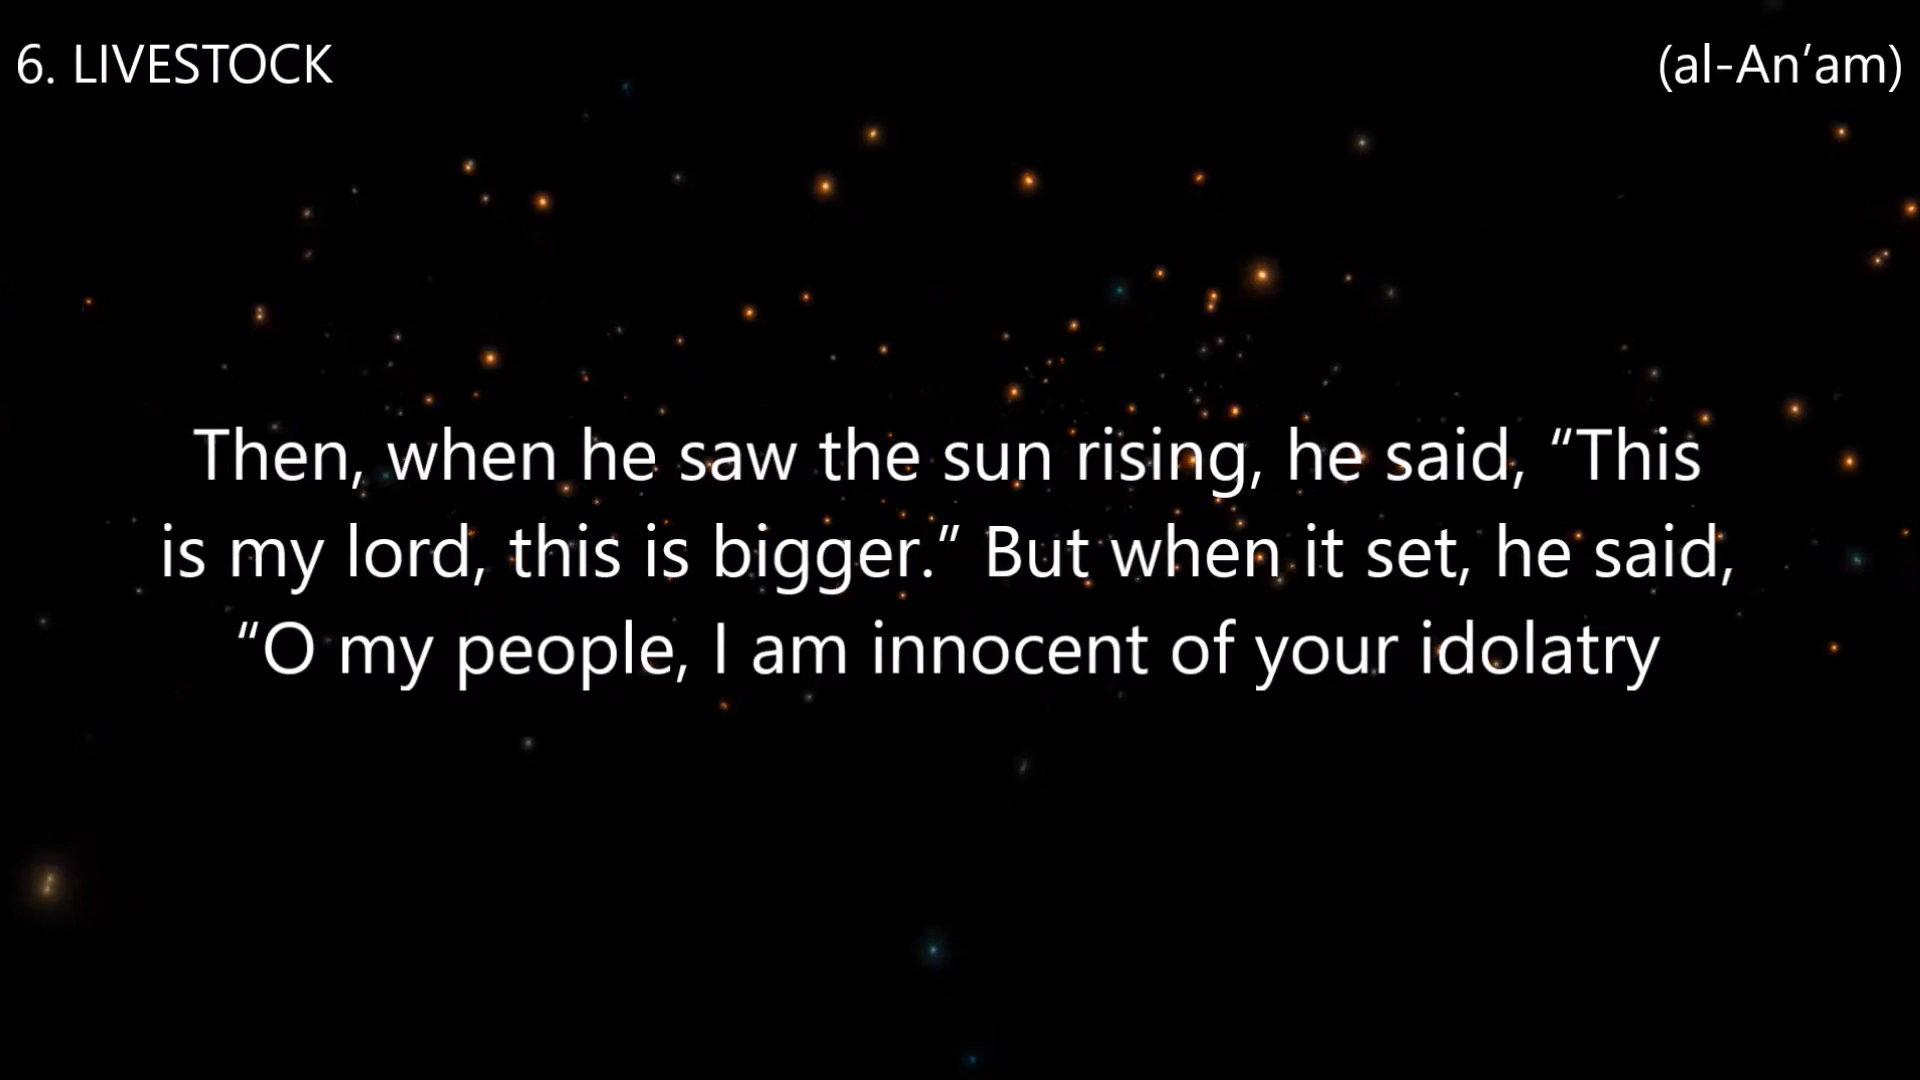 6. LIVESTOCK
(al-An’am)
Then, when he saw the sun rising, he said, “This
is my lord, this is bigger.” But when it set, he said,
“O my people, I am innocent of your idolatry